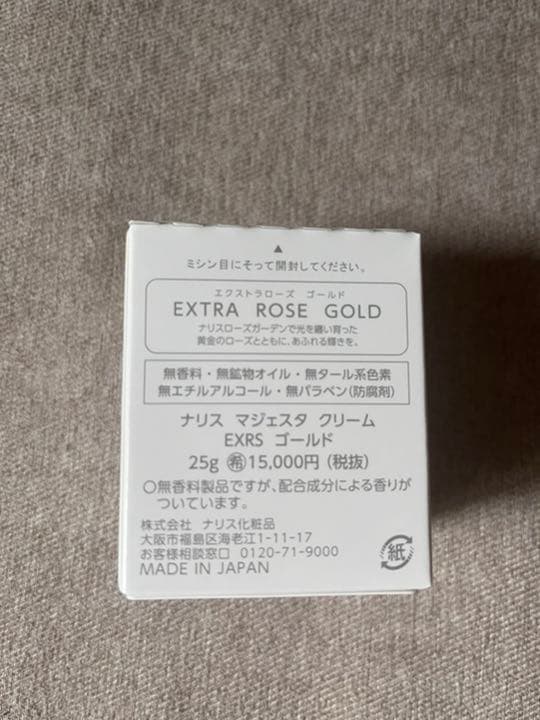 ▲
ミシン目にそって開封してください。
エクストラローズ ゴールド
EXTRA ROSE GOLD
ナリスローズガーデンで光を纏い育った
黄金のローズとともに、あふれる輝きを。
無香料・無鉱物オイル・無タール系色素
無エチルアルコール・無パラベン(防腐剤)
ナリス マジェスタ クリーム
EXRS ゴールド
25g ㊒15,000円 (税抜)
○無香料製品ですが、配合成分による香りが
ついています。
株式会社 ナリス化粧品
大阪市福島区海老江1-11-17
お客様相談窓口 0120-71-9000
MADE IN JAPAN
紙